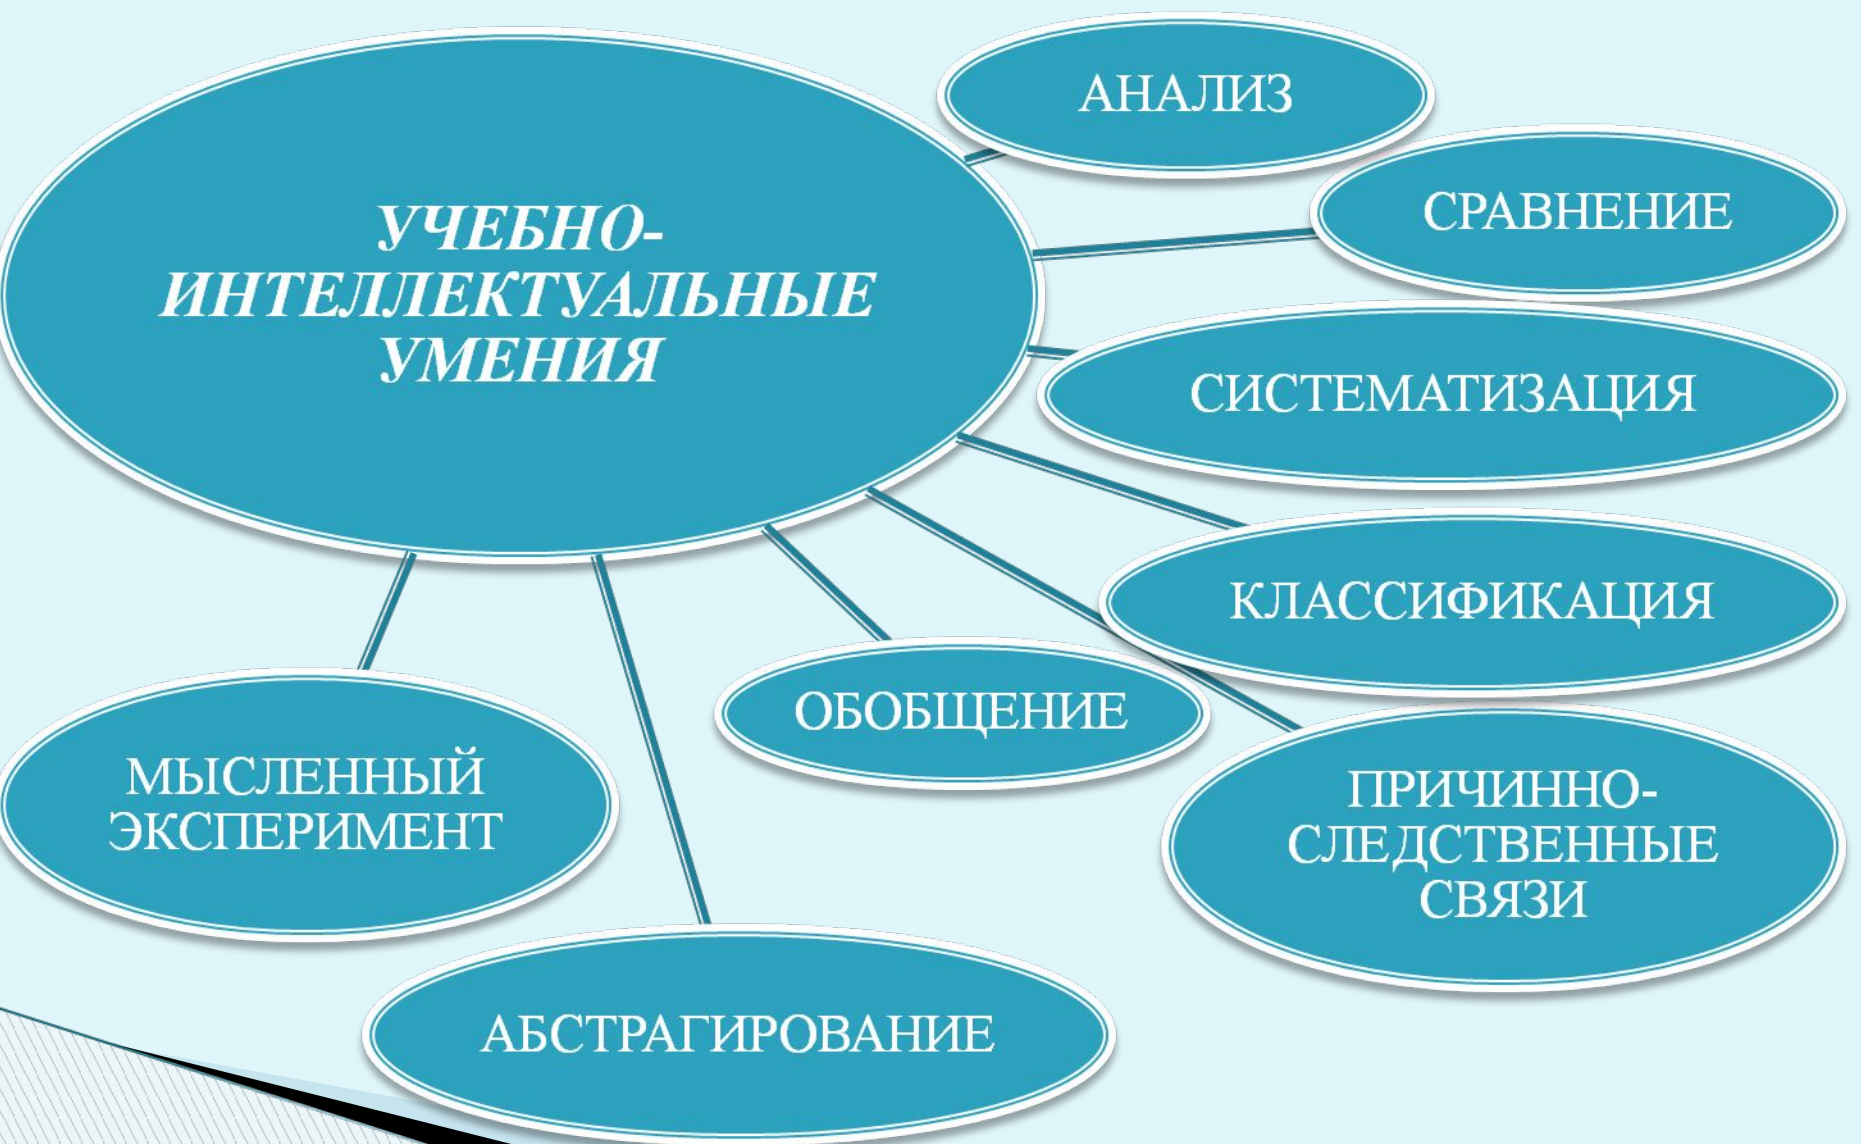 УЧЕБНО-
ИНТЕЛЛЕКТУАЛЬНЫЕ
УМЕНИЯ
АНАЛИЗ
СРАВНЕНИЕ
СИСТЕМАТИЗАЦИЯ
КЛАССИФИКАЦИЯ
ПРИЧИННО-
СЛЕДСТВЕННЫЕ
СВЯЗИ
ОБОБЩЕНИЕ
АБСТРАГИРОВАНИЕ
МЫСЛЕННЫЙ
ЭКСПЕРИМЕНТ